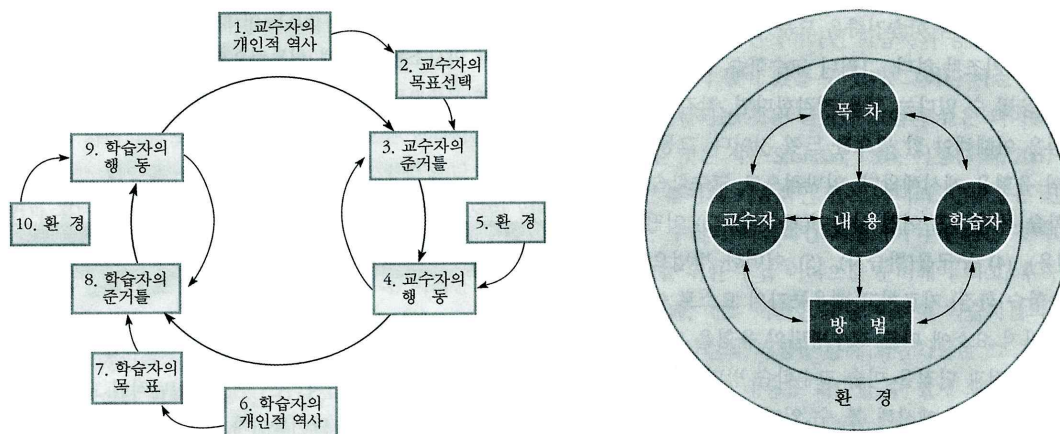 1. 교수자의
개인적 역사
2. 교수자의
목표선택
3. 교수자의
준거틀
4. 교수자의
행 동
5. 환 경
6. 학습자의
개인적 역사
7. 학습자의
목 표
8. 학습자의
준거틀
9. 학습자의
행 동
10. 환 경
목 차
교수자
내 용
학습자
방 법
환 경